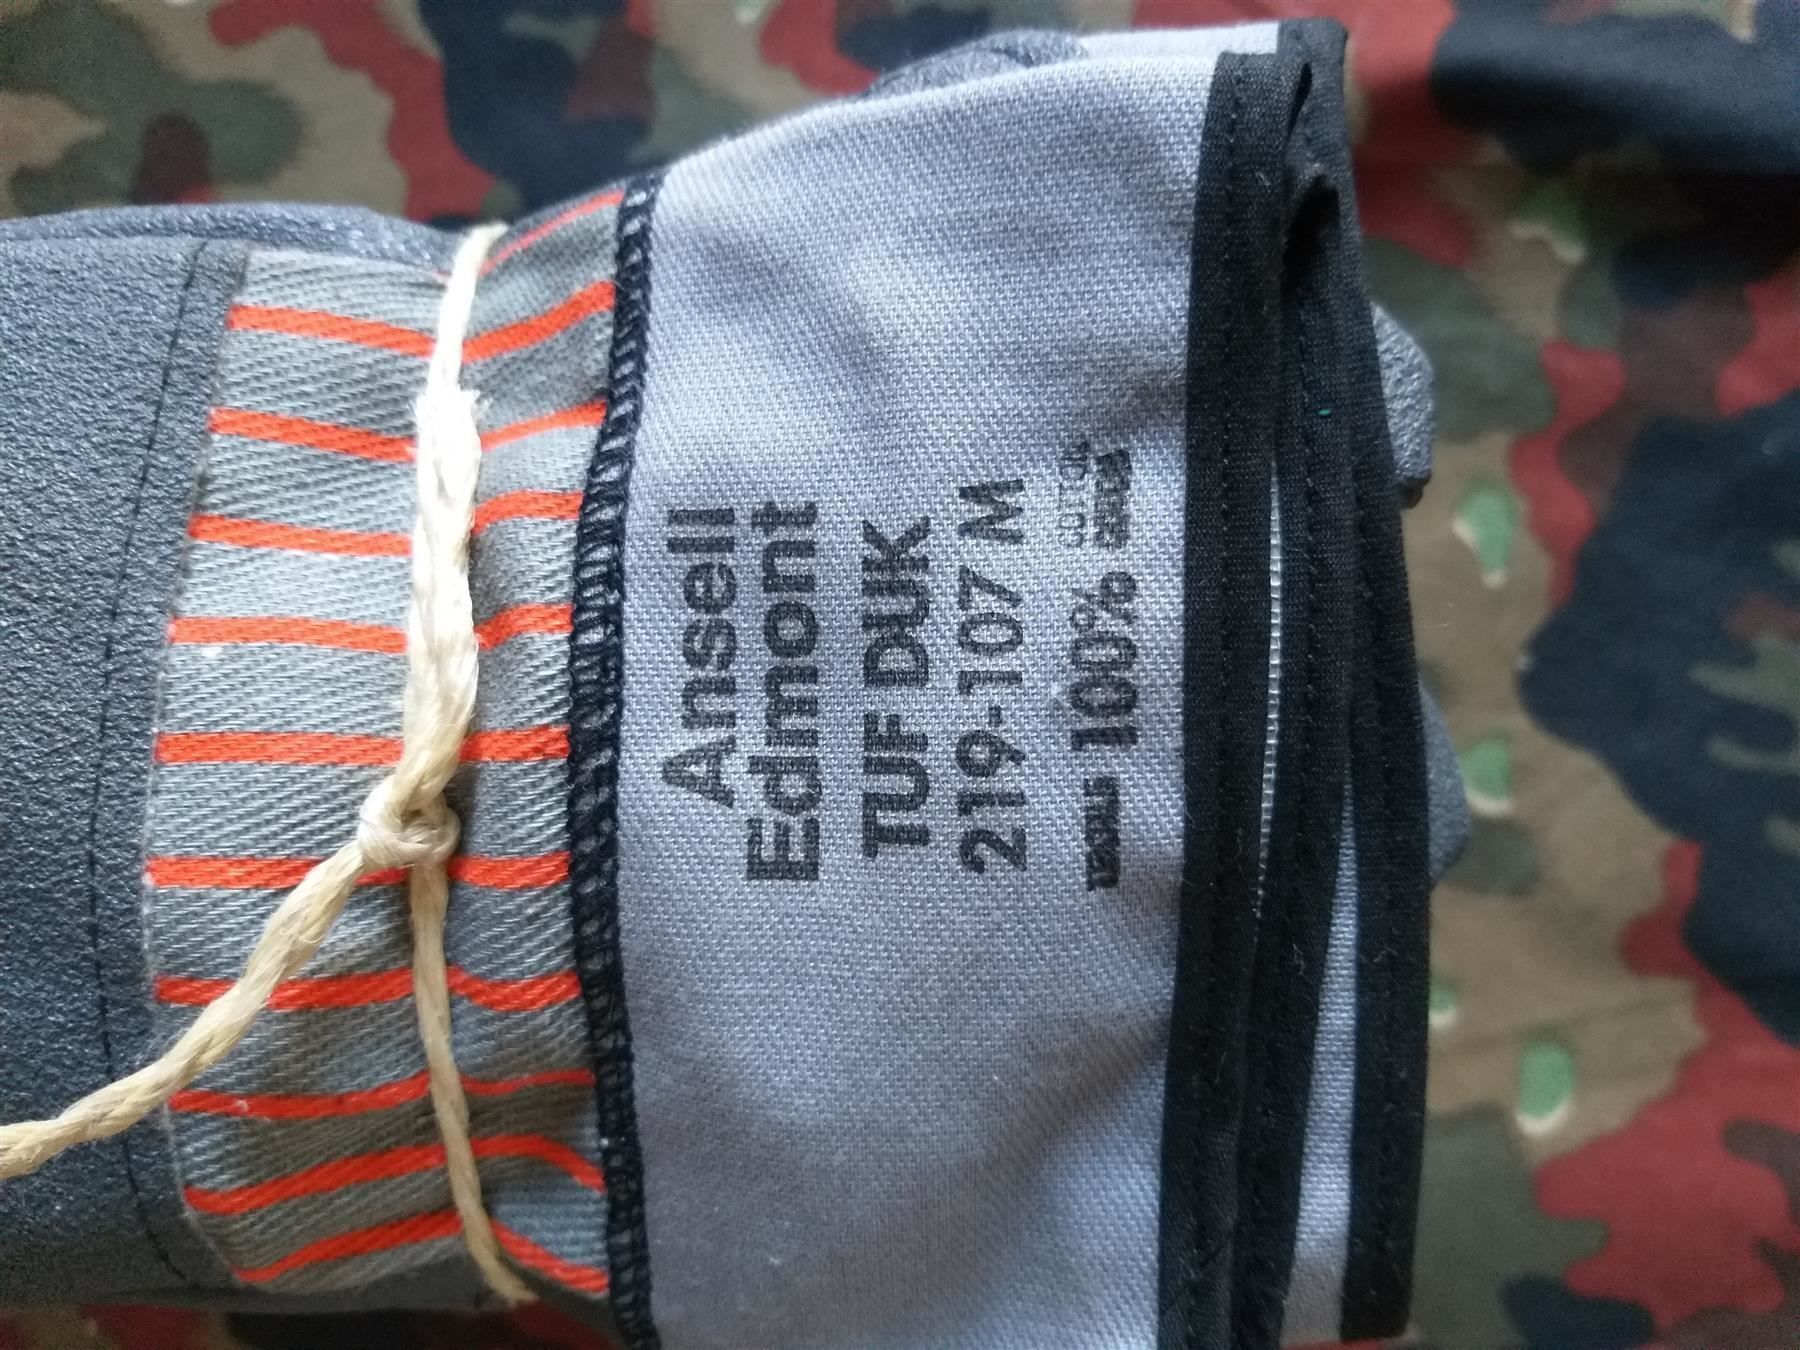 Ansell
Edmont
TUF DUK
219-107 M
100%